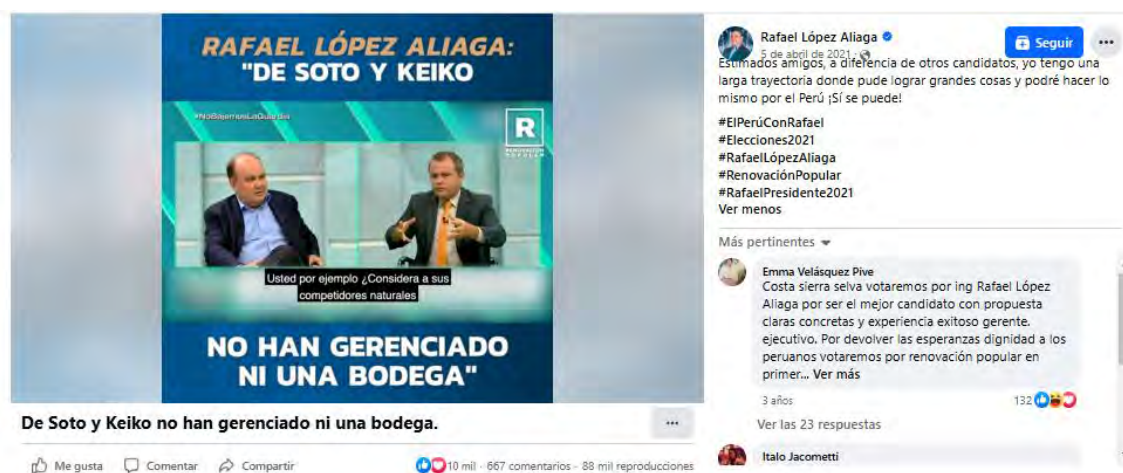 RAFAEL LÓPEZ ALIAGA:
"DE SOTO Y KEIKO
#NoBajemosLaGuardia
R
RENOVACIÓN
POPULAR
Usted por ejemplo ¿Considera a sus
competidores naturales
NO HAN GERENCIADO
NI UNA BODEGA"
De Soto y Keiko no han gerenciado ni una bodega.
Me gusta
Comentar
Compartir
10 mil · 667 comentarios · 88 mil reproducciones
Rafael López Aliaga
Seguir
5 de abril de 2021 ·
Estimados amigos, a diferencia de otros candidatos, yo tengo una
larga trayectoria donde pude lograr grandes cosas y podré hacer lo
mismo por el Perú ¡Sí se puede!
#ElPerúConRafael
#Elecciones2021
#RafaelLópezAliaga
#RenovaciónPopular
#RafaelPresidente2021
Ver menos
Más pertinentes
Emma Velásquez Pive
Costa sierra selva votaremos por ing Rafael López
Aliaga por ser el mejor candidato con propuesta
claras concretas y experiencia exitoso gerente.
ejecutivo. Por devolver las esperanzas dignidad a los
peruanos votaremos por renovación popular en
primer... Ver más
3 años
132
Ver las 23 respuestas
Italo Jacometti